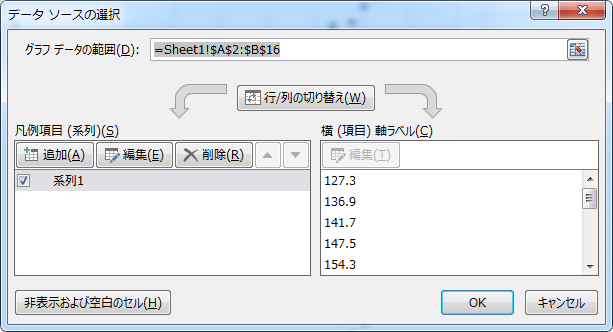 データ ソースの選択
グラフ データの範囲(D):
=Sheet1!$A$2:$B$16
行/列の切り替え(W)
凡例項目 (系列)(S)
追加(A)
編集(E)
削除(R)
系列1
横 (項目) 軸ラベル(C)
編集(T)
127.3
136.9
141.7
147.5
154.3
非表示および空白のセル(H)
OK
キャンセル